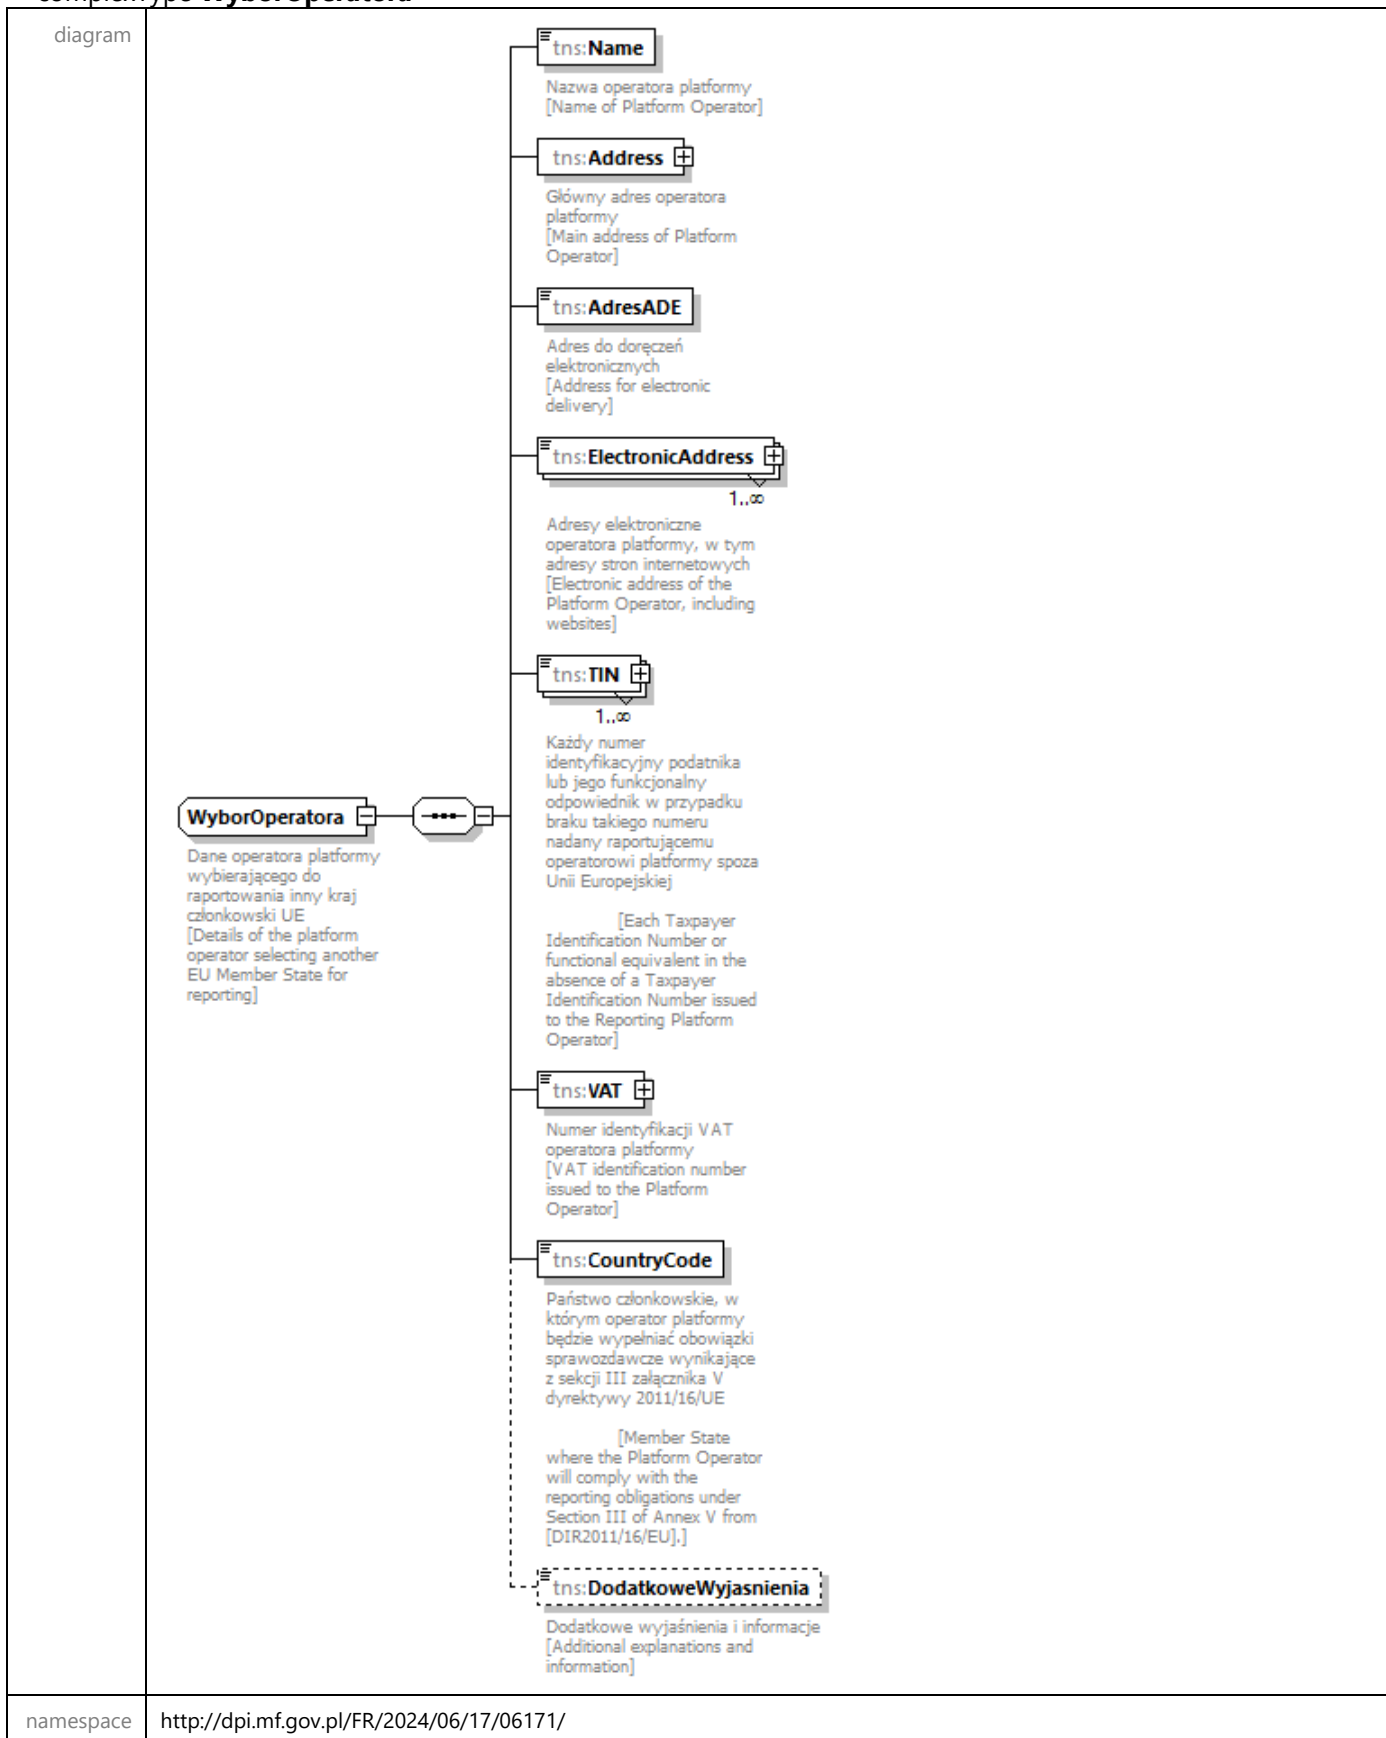 complexType WyborOperatora
diagram
tns:Name
Nazwa operatora platformy
[Name of Platform Operator]
tns:Address
Główny adres operatora
platformy
[Main address of Platform
Operator]
tns:AdresADE
Adres do doręczeń
elektronicznych
[Address for electronic
delivery]
tns:ElectronicAddress
1..∞
Adresy elektroniczne
operatora platformy, w tym
adresy stron internetowych
[Electronic address of the
Platform Operator, including
websites]
tns:TIN
1..∞
Każdy numer
identyfikacyjny podatnika
lub jego funkcjonalny
odpowiednik w przypadku
braku takiego numeru
nadany raportującemu
operatorowi platformy spoza
Unii Europejskiej
[Each Taxpayer
Identification Number or
functional equivalent in the
absence of a Taxpayer
Identification Number issued
to the Reporting Platform
Operator]
WyborOperatora
Dane operatora platformy
wybierającego do
raportowania inny kraj
członkowski UE
[Details of the platform
operator selecting another
EU Member State for
reporting]
tns:VAT
Numer identyfikacji VAT
operatora platformy
[VAT identification number
issued to the Platform
Operator]
tns:CountryCode
Państwo członkowskie, w
którym operator platformy
będzie wypełniać obowiązki
sprawozdawcze wynikające
z sekcji III załącznika V
dyrektywy 2011/16/UE
[Member State
where the Platform Operator
will comply with the
reporting obligations under
Section III of Annex V from
[DIR2011/16/EU].]
tns:DodatkoweWyjasnienia
Dodatkowe wyjaśnienia i informacje
[Additional explanations and
information]
namespace
http://dpi.mf.gov.pl/FR/2024/06/17/06171/